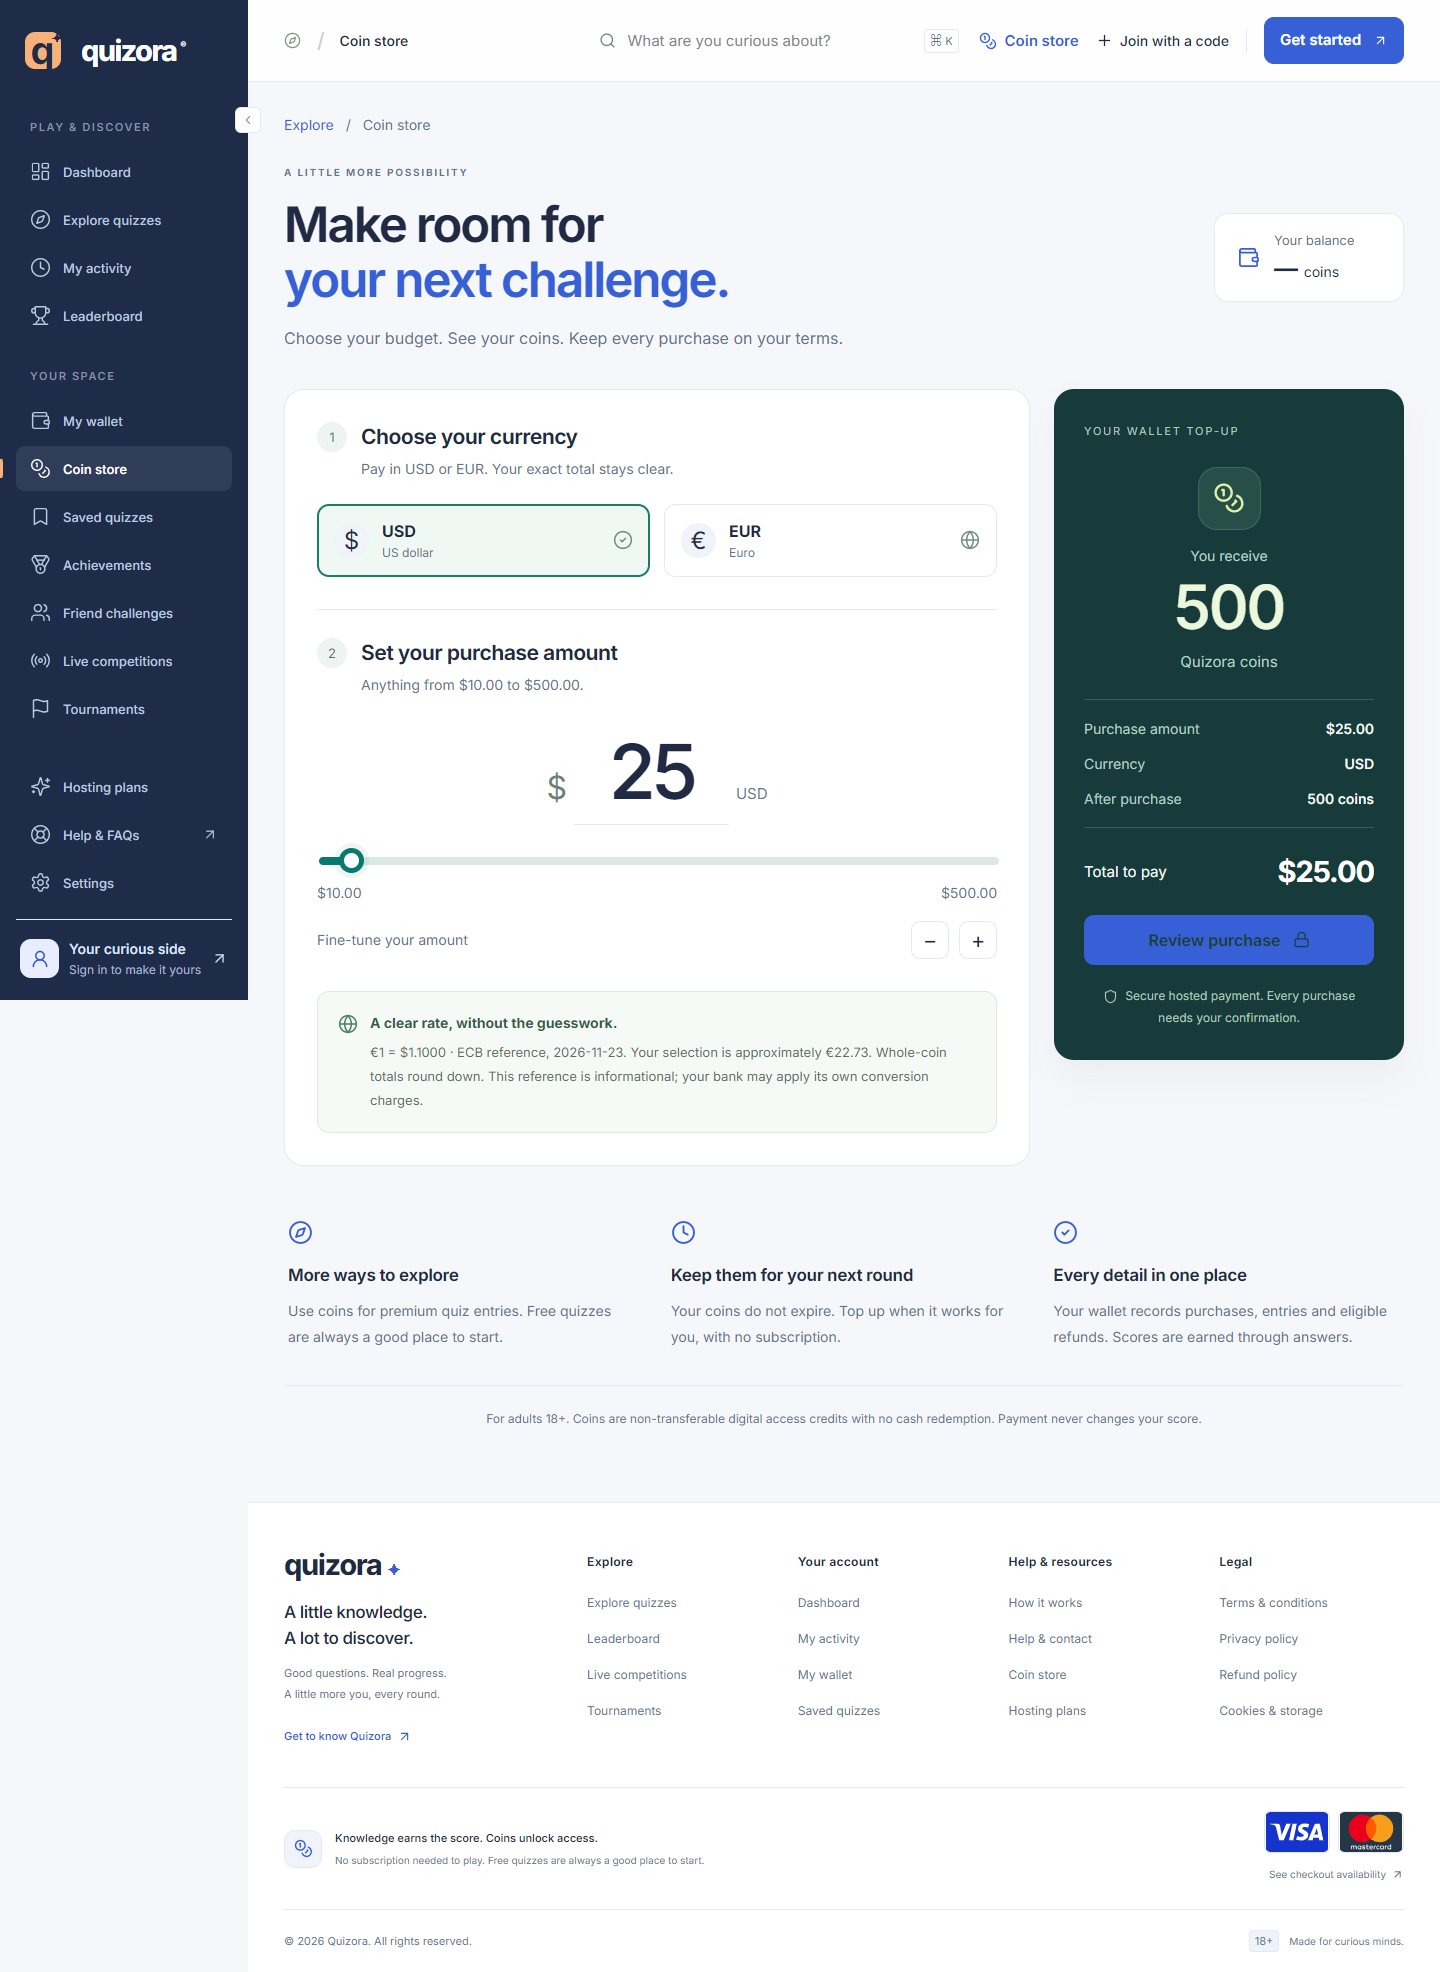 quizora®
PLAY & DISCOVER
Dashboard
Explore quizzes
My activity
Leaderboard
YOUR SPACE
My wallet
Coin store
Saved quizzes
Achievements
Friend challenges
Live competitions
Tournaments
Hosting plans
Help & FAQs
Settings
Your curious side
Sign in to make it yours
/ Coin store
What are you curious about?
⌘ K
Coin store
Join with a code
Get started
Explore / Coin store
A LITTLE MORE POSSIBILITY
Make room for
your next challenge.
Choose your budget. See your coins. Keep every purchase on your terms.
Your balance
— coins
1
Choose your currency
Pay in USD or EUR. Your exact total stays clear.
$
USD
US dollar
€
EUR
Euro
2
Set your purchase amount
Anything from $10.00 to $500.00.
$ 25 USD
$10.00
$500.00
Fine-tune your amount
− +
A clear rate, without the guesswork.
€1 = $1.1000 · ECB reference, 2026-11-23. Your selection is approximately €22.73. Whole-coin
totals round down. This reference is informational; your bank may apply its own conversion
charges.
YOUR WALLET TOP-UP
You receive
500
Quizora coins
Purchase amount $25.00
Currency USD
After purchase 500 coins
Total to pay $25.00
Review purchase
Secure hosted payment. Every purchase
needs your confirmation.
More ways to explore
Use coins for premium quiz entries. Free quizzes
are always a good place to start.
Keep them for your next round
Your coins do not expire. Top up when it works for
you, with no subscription.
Every detail in one place
Your wallet records purchases, entries and eligible
refunds. Scores are earned through answers.
For adults 18+. Coins are non-transferable digital access credits with no cash redemption. Payment never changes your score.
quizora
A little knowledge.
A lot to discover.
Good questions. Real progress.
A little more you, every round.
Get to know Quizora
Explore
Explore quizzes
Leaderboard
Live competitions
Tournaments
Your account
Dashboard
My activity
My wallet
Saved quizzes
Help & resources
How it works
Help & contact
Coin store
Hosting plans
Legal
Terms & conditions
Privacy policy
Refund policy
Cookies & storage
Knowledge earns the score. Coins unlock access.
No subscription needed to play. Free quizzes are always a good place to start.
VISA
mastercard
See checkout availability
© 2026 Quizora. All rights reserved.
18+
Made for curious minds.